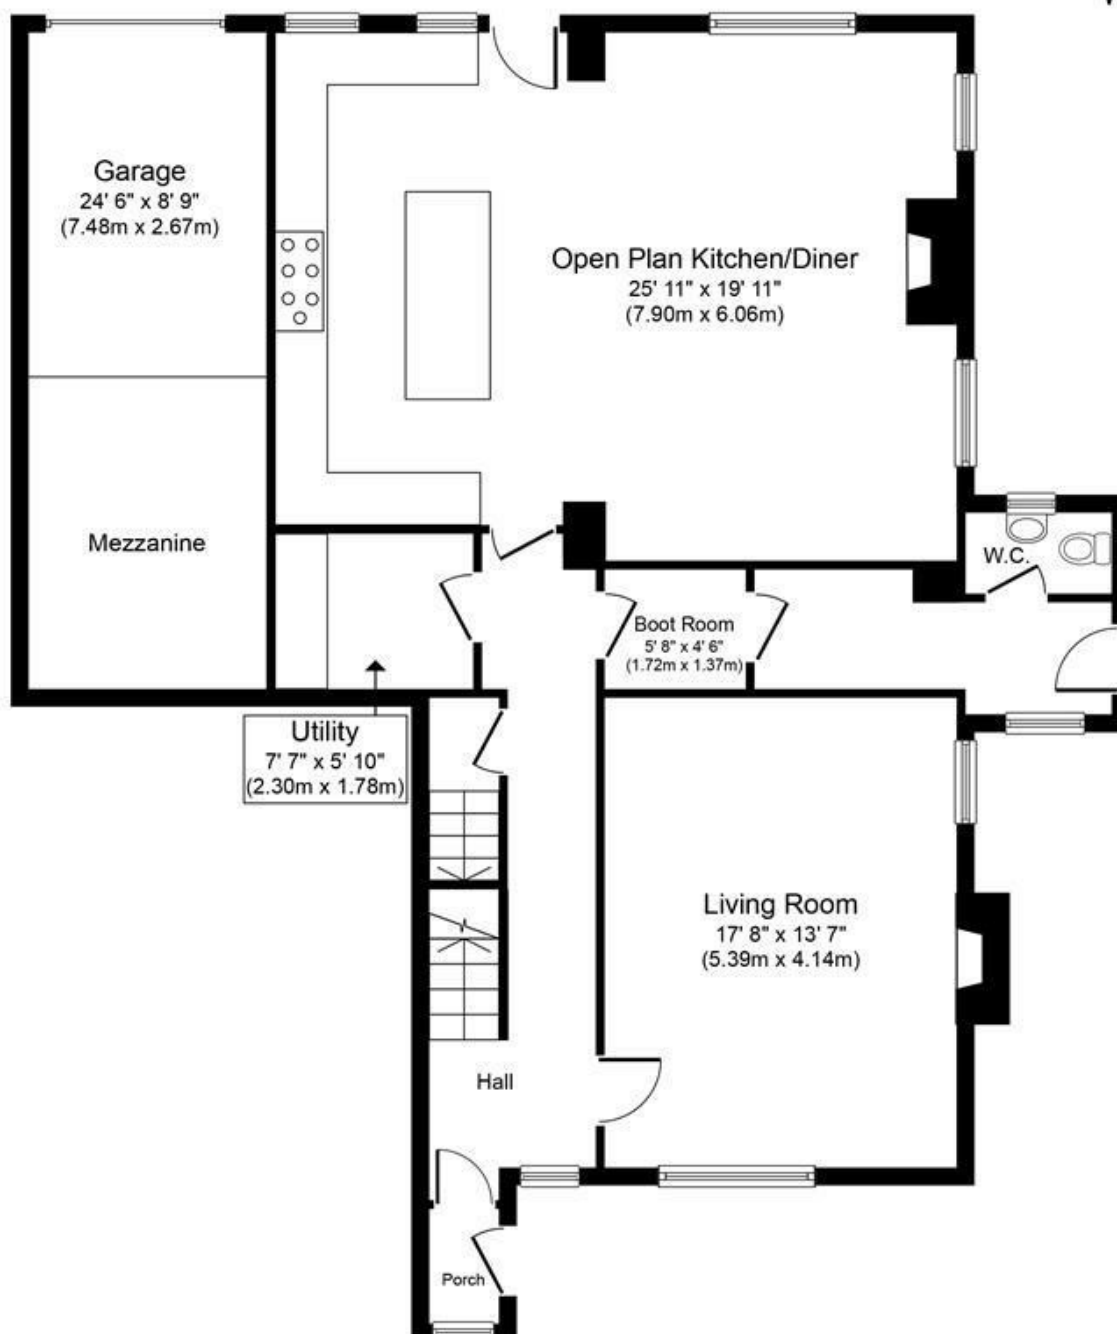 Garage
24' 6" x 8' 9"
(7.48m x 2.67m)
Open Plan Kitchen/Diner
25' 11" x 19' 11"
(7.90m x 6.06m)
Mezzanine
W.C.
Boot Room
5' 8" x 4' 6"
(1.72m x 1.37m)
Utility
7' 7" x 5' 10"
(2.30m x 1.78m)
Living Room
17' 8" x 13' 7"
(5.39m x 4.14m)
Hall
Porch